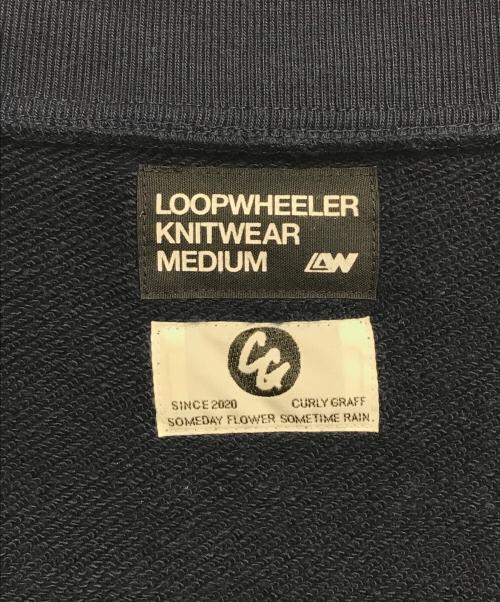 LOOPWHEELER
KNITWEAR
MEDIUM LW
CG
SINCE 2020 CURLY GRAFF
SOMEDAY FLOWER SOMETIME RAIN.